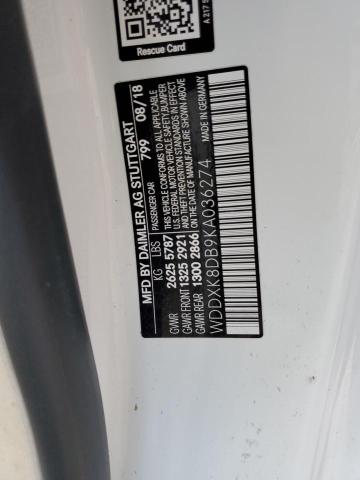 Rescue Card
A 217 5
MFD BY DAIMLER AG STUTTGART
PASSENGER CAR 799 08/18
KG LBS
GVWR 2625 5787
GAWR FRONT 1325 2921
GAWR REAR 1300 2866
THIS VEHICLE CONFORMS TO ALL APPLICABLE
U.S. FEDERAL MOTOR VEHICLE SAFETY, BUMPER
AND THEFT PREVENTION STANDARDS IN EFFECT
ON THE DATE OF MANUFACTURE SHOWN ABOVE.
WDDXK8DB9KA036274
MADE IN GERMANY